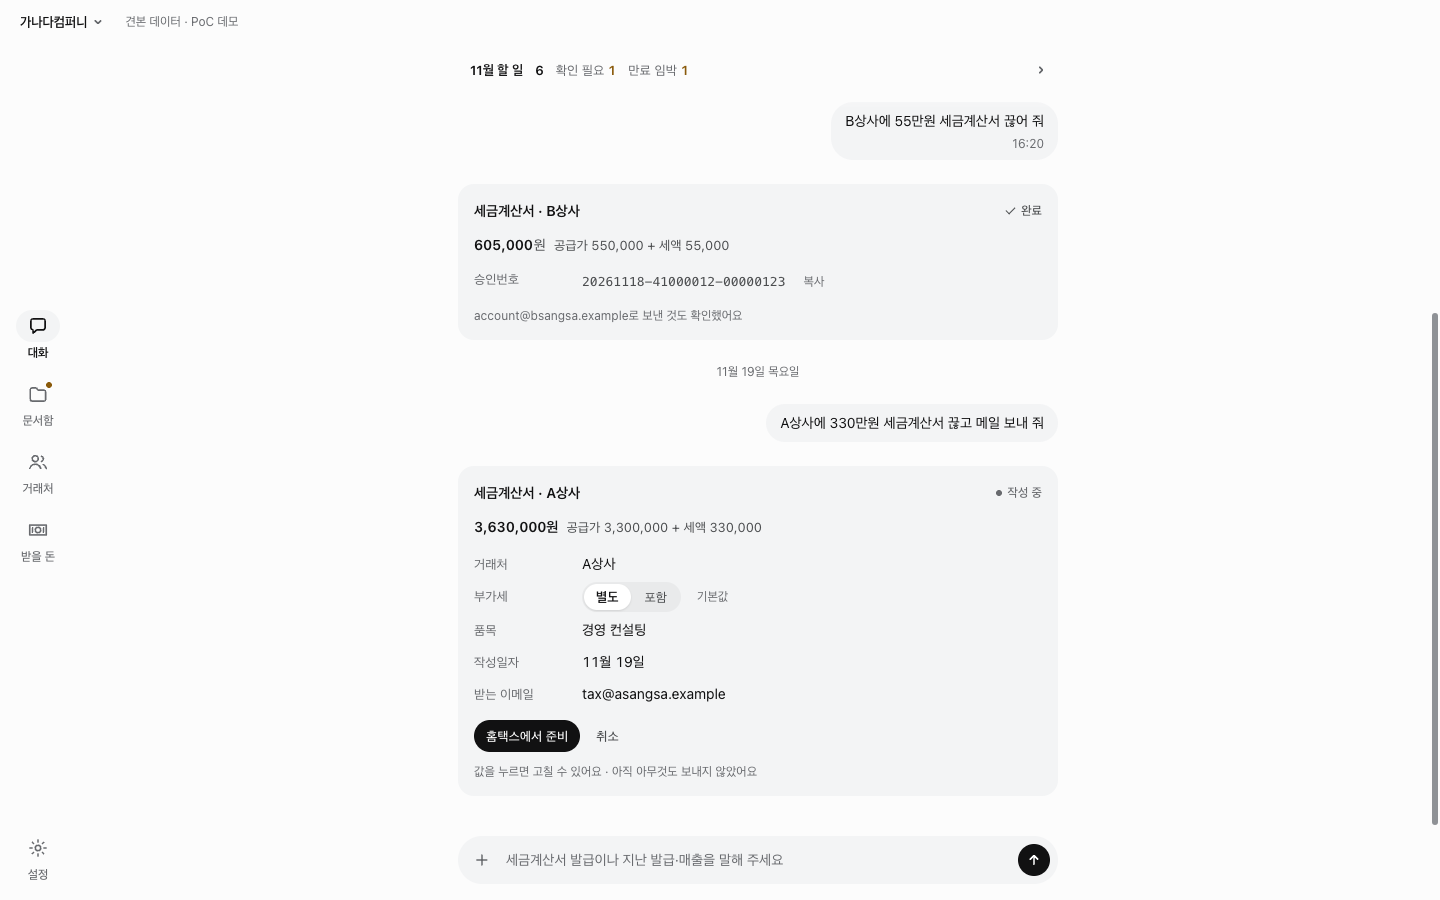 가나다컴퍼니
견본 데이터 · PoC 데모
11월 할 일 6 확인 필요 1 만료 임박 1
B상사에 55만원 세금계산서 끊어 줘
16:20
세금계산서 · B상사
완료
605,000원 공급가 550,000 + 세액 55,000
승인번호 20261118-41000012-00000123 복사
account@bsangsa.example로 보낸 것도 확인했어요
11월 19일 목요일
A상사에 330만원 세금계산서 끊고 메일 보내 줘
세금계산서 · A상사
작성 중
3,630,000원 공급가 3,300,000 + 세액 330,000
거래처 A상사
부가세 별도 포함 기본값
품목 경영 컨설팅
작성일자 11월 19일
받는 이메일 tax@asangsa.example
홈택스에서 준비 취소
값을 누르면 고칠 수 있어요 · 아직 아무것도 보내지 않았어요
세금계산서 발급이나 지난 발급·매출을 말해 주세요
대화
문서함
거래처
받을 돈
설정